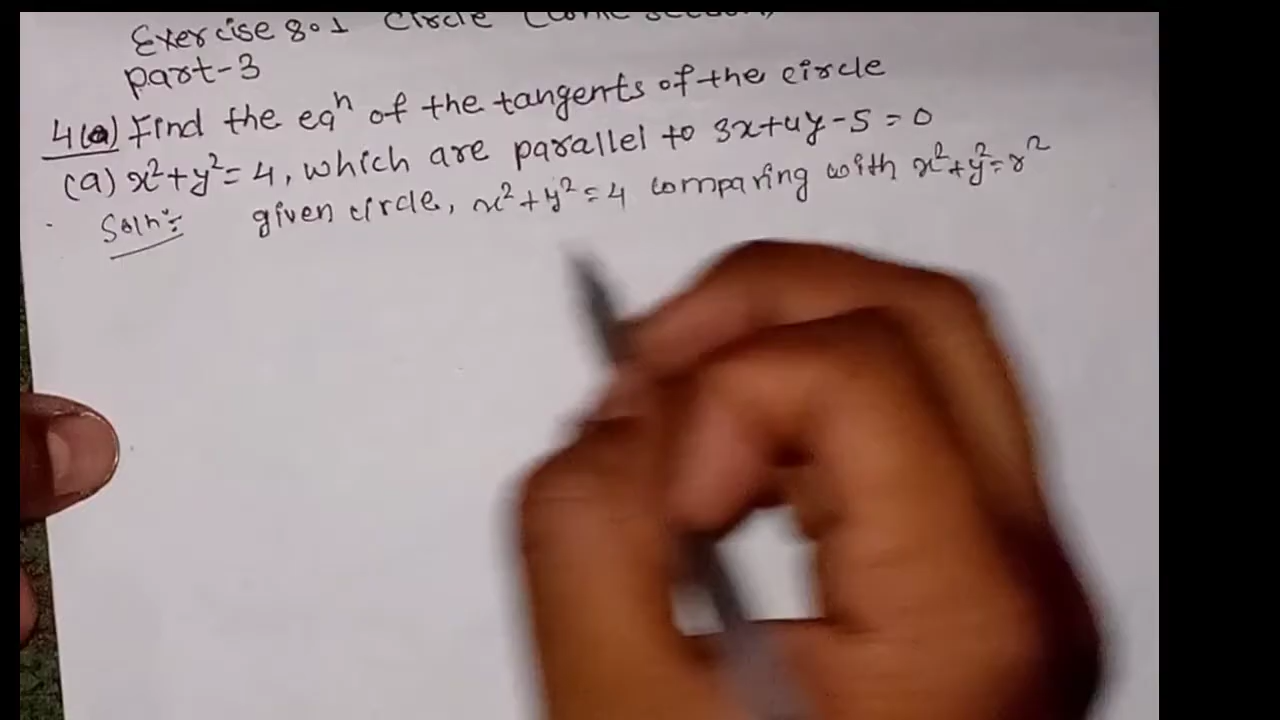 Exercise 8.1 Circle (Conic section)
part-3
4(a) Find the eqⁿ of the tangents of the circle
(a) x²+y²=4, which are parallel to 3x+4y-5=0
Solⁿ:- given circle, x²+y²=4 comparing with x²+y²=r²